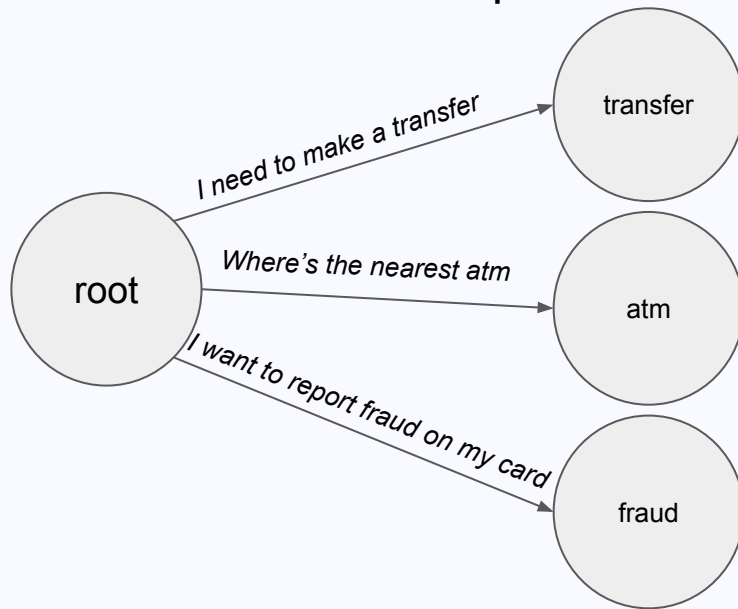 transfer
I need to make a transfer
Where's the nearest atm
root
atm
I want to report fraud on my card
fraud